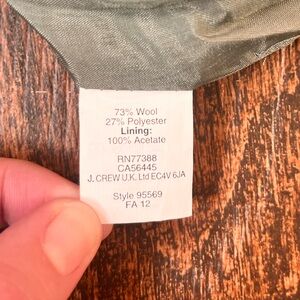 73% Wool
27% Polyester
Lining:
100% Acetate
RN77388
CA56445
J. CREW U.K. Ltd EC4V 6JA
Style 95569
FA 12